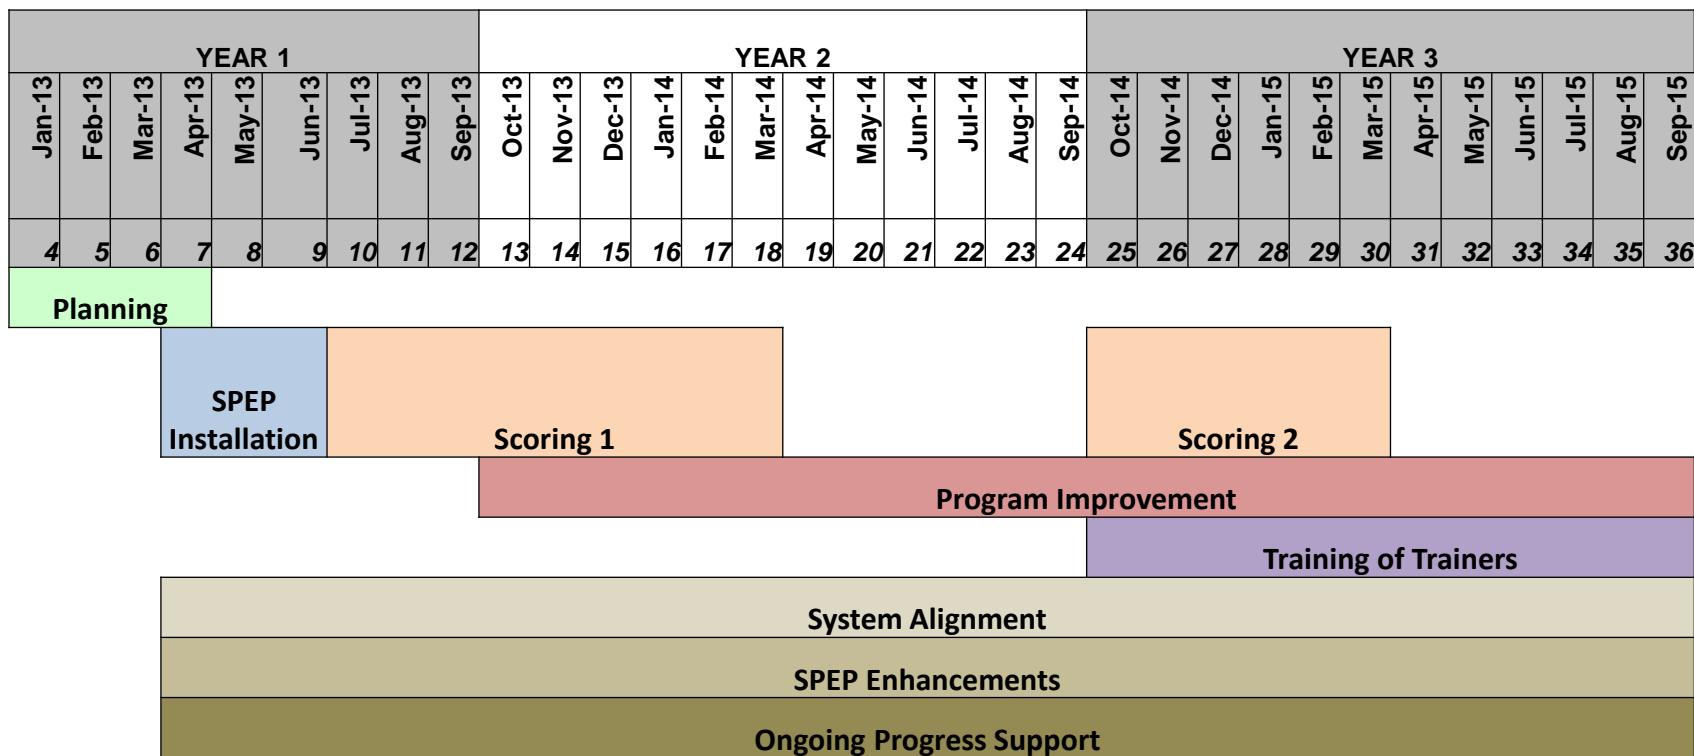 YEAR 1 YEAR 2 YEAR 3
Jan-13 Feb-13 Mar-13 Apr-13 May-13 Jun-13 Jul-13 Aug-13 Sep-13 Oct-13 Nov-13 Dec-13 Jan-14 Feb-14 Mar-14 Apr-14 May-14 Jun-14 Jul-14 Aug-14 Sep-14 Oct-14 Nov-14 Dec-14 Jan-15 Feb-15 Mar-15 Apr-15 May-15 Jun-15 Jul-15 Aug-15 Sep-15
4 5 6 7 8 9 10 11 12 13 14 15 16 17 18 19 20 21 22 23 24 25 26 27 28 29 30 31 32 33 34 35 36
Planning
SPEP
Installation Scoring 1 Scoring 2
Program Improvement
Training of Trainers
System Alignment
SPEP Enhancements
Ongoing Progress Support